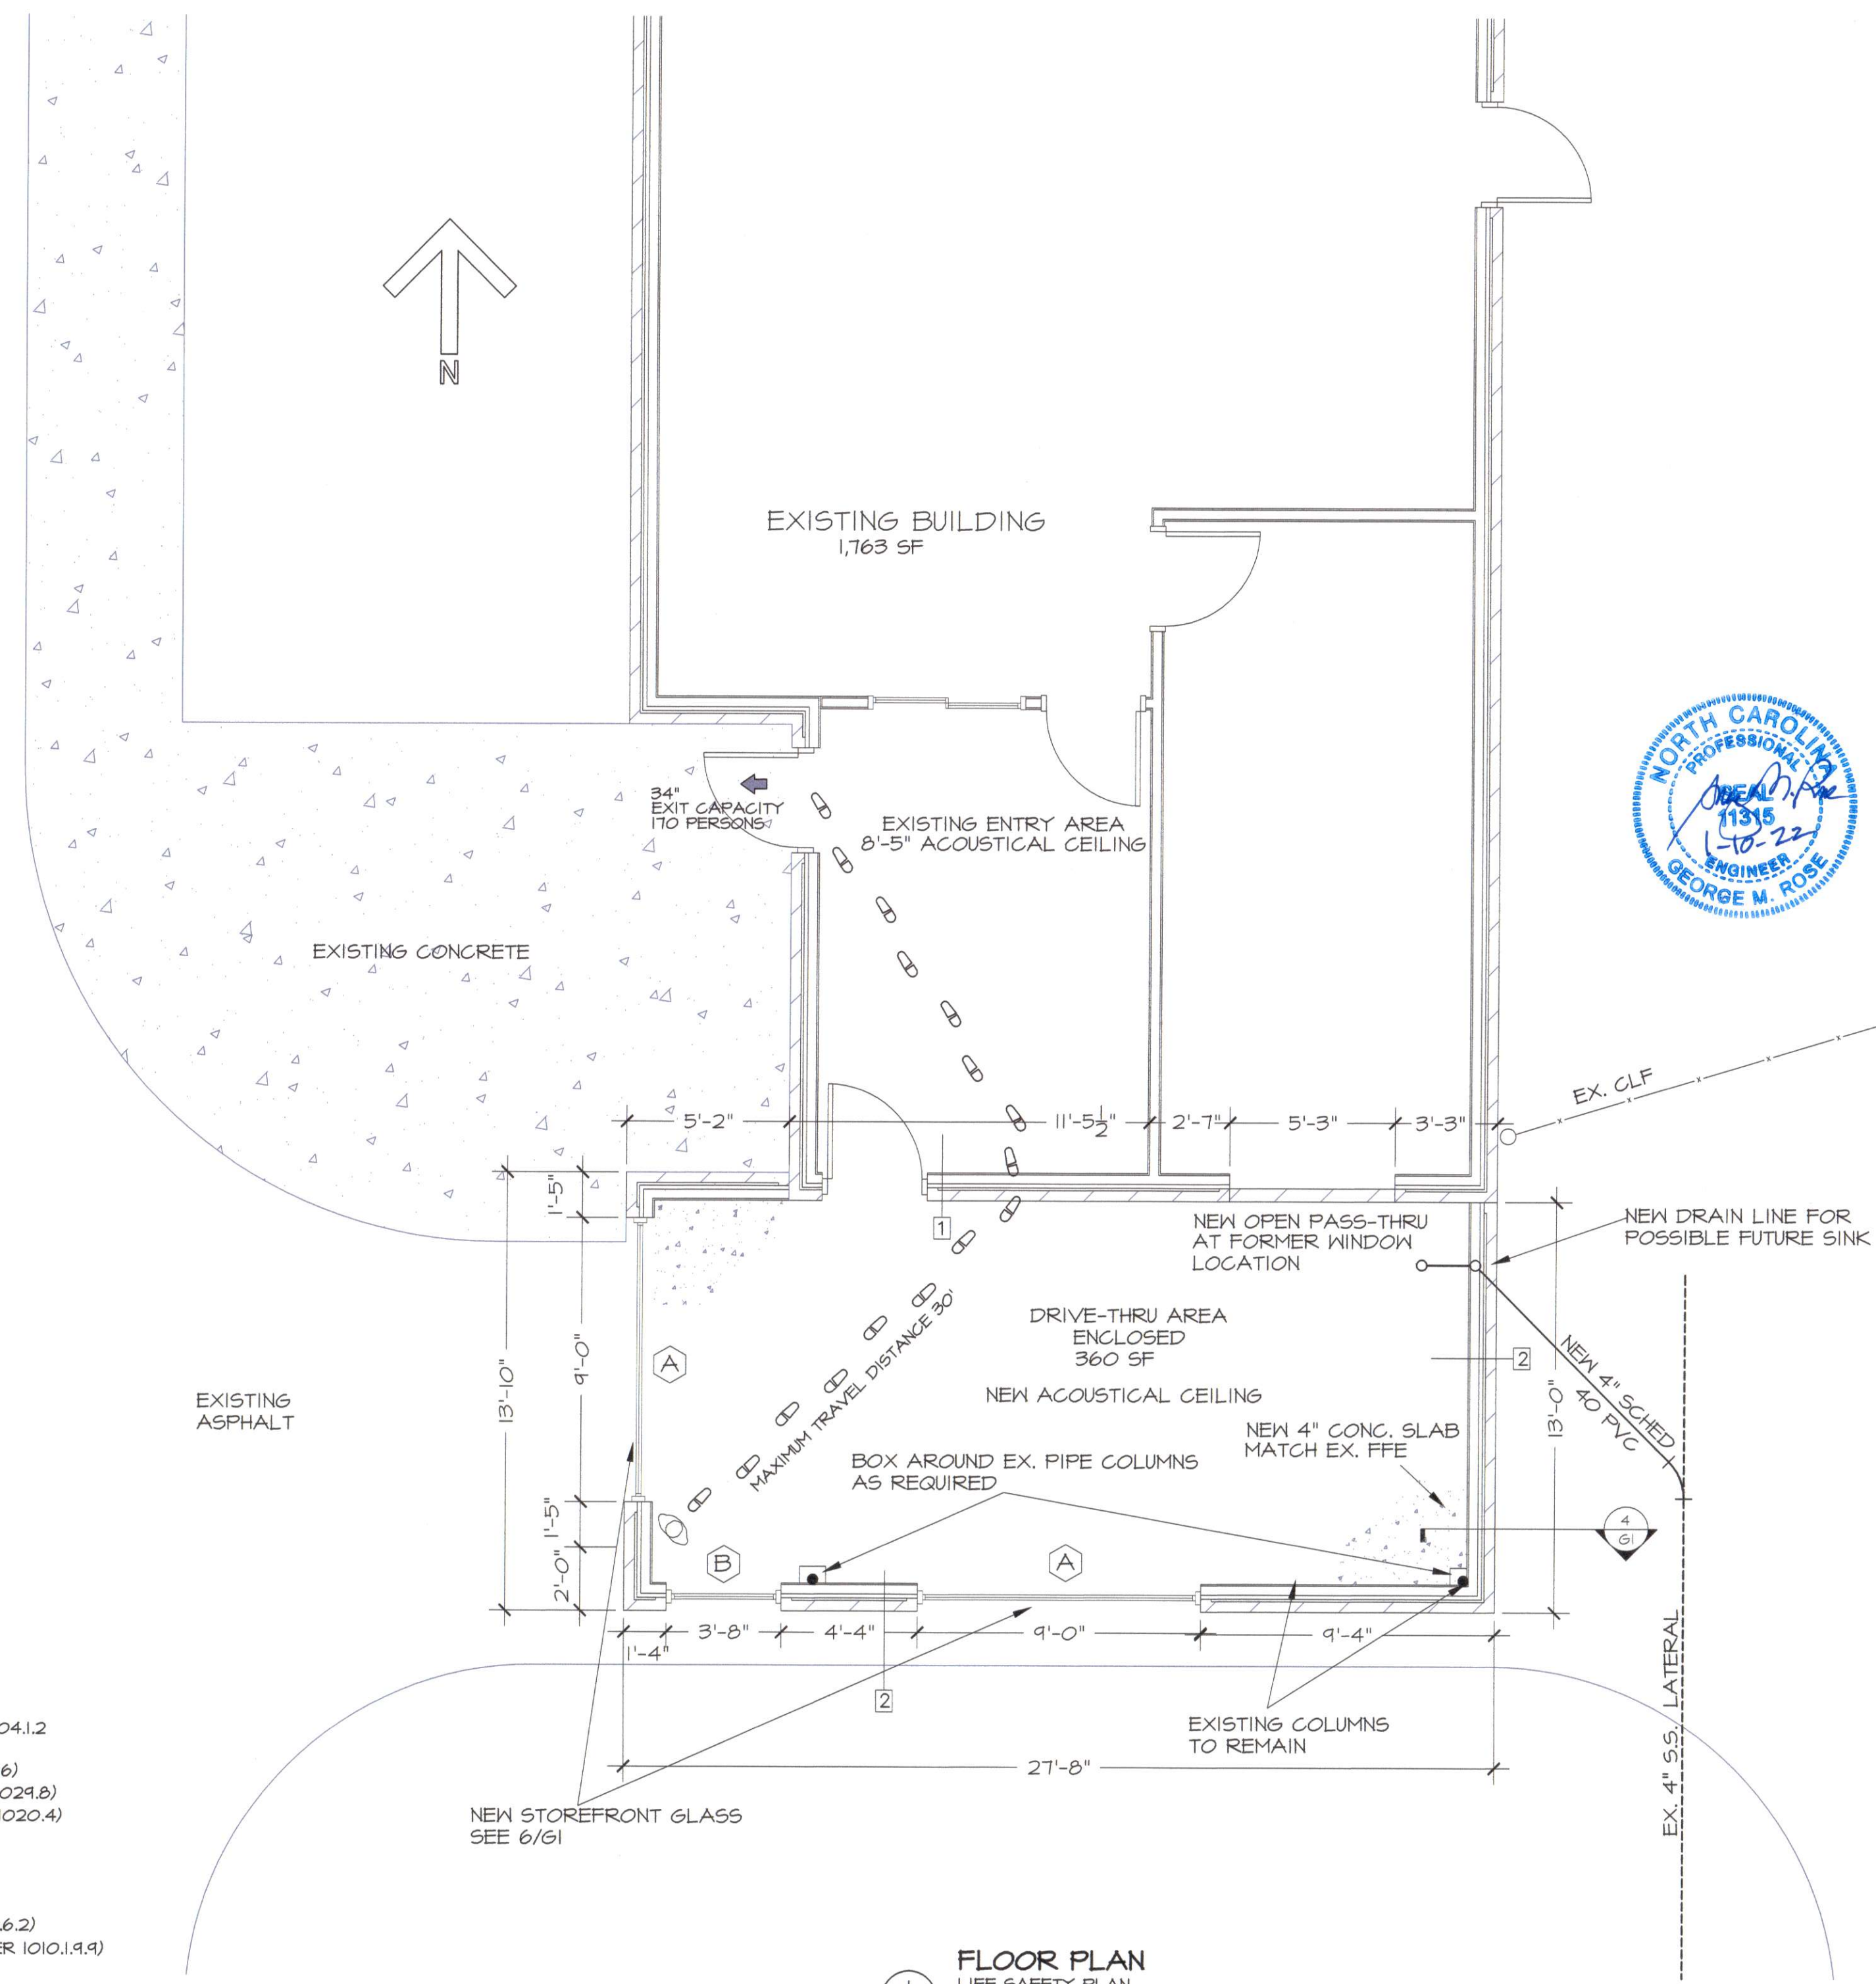 N
EXISTING BUILDING
1,763 SF
34"
EXIT CAPACITY
170 PERSONS
EXISTING ENTRY AREA
8'-5" ACOUSTICAL CEILING
NORTH CAROLINA
PROFESSIONAL
SEAL
11315
1-10-22
ENGINEER
GEORGE M. ROSE
EXISTING CONCRETE
EX. CLF
5'-2"
11'-5 1/2"
2'-7"
5'-3"
3'-3"
1'-5"
1
NEW OPEN PASS-THRU
AT FORMER WINDOW
LOCATION
NEW DRAIN LINE FOR
POSSIBLE FUTURE SINK
DRIVE-THRU AREA
ENCLOSED
360 SF
MAXIMUM TRAVEL DISTANCE 30'
A
2
NEW 4" SCHED
40 PVC
9'-0"
13'-10"
13'-0"
EXISTING
ASPHALT
NEW ACOUSTICAL CEILING
NEW 4" CONC. SLAB
MATCH EX. FFE
BOX AROUND EX. PIPE COLUMNS
AS REQUIRED
1'-5"
2'-0"
B
A
4
G1
1'-4"
3'-8"
4'-4"
9'-0"
9'-4"
2
EX. 4" S.S. LATERAL
EXISTING COLUMNS
TO REMAIN
27'-8"
NEW STOREFRONT GLASS
SEE 6/G1
04.1.2
6)
029.8)
1020.4)
.6.2)
ER 1010.1.9.9)
1
FLOOR PLAN
LIFE SAFETY PLAN